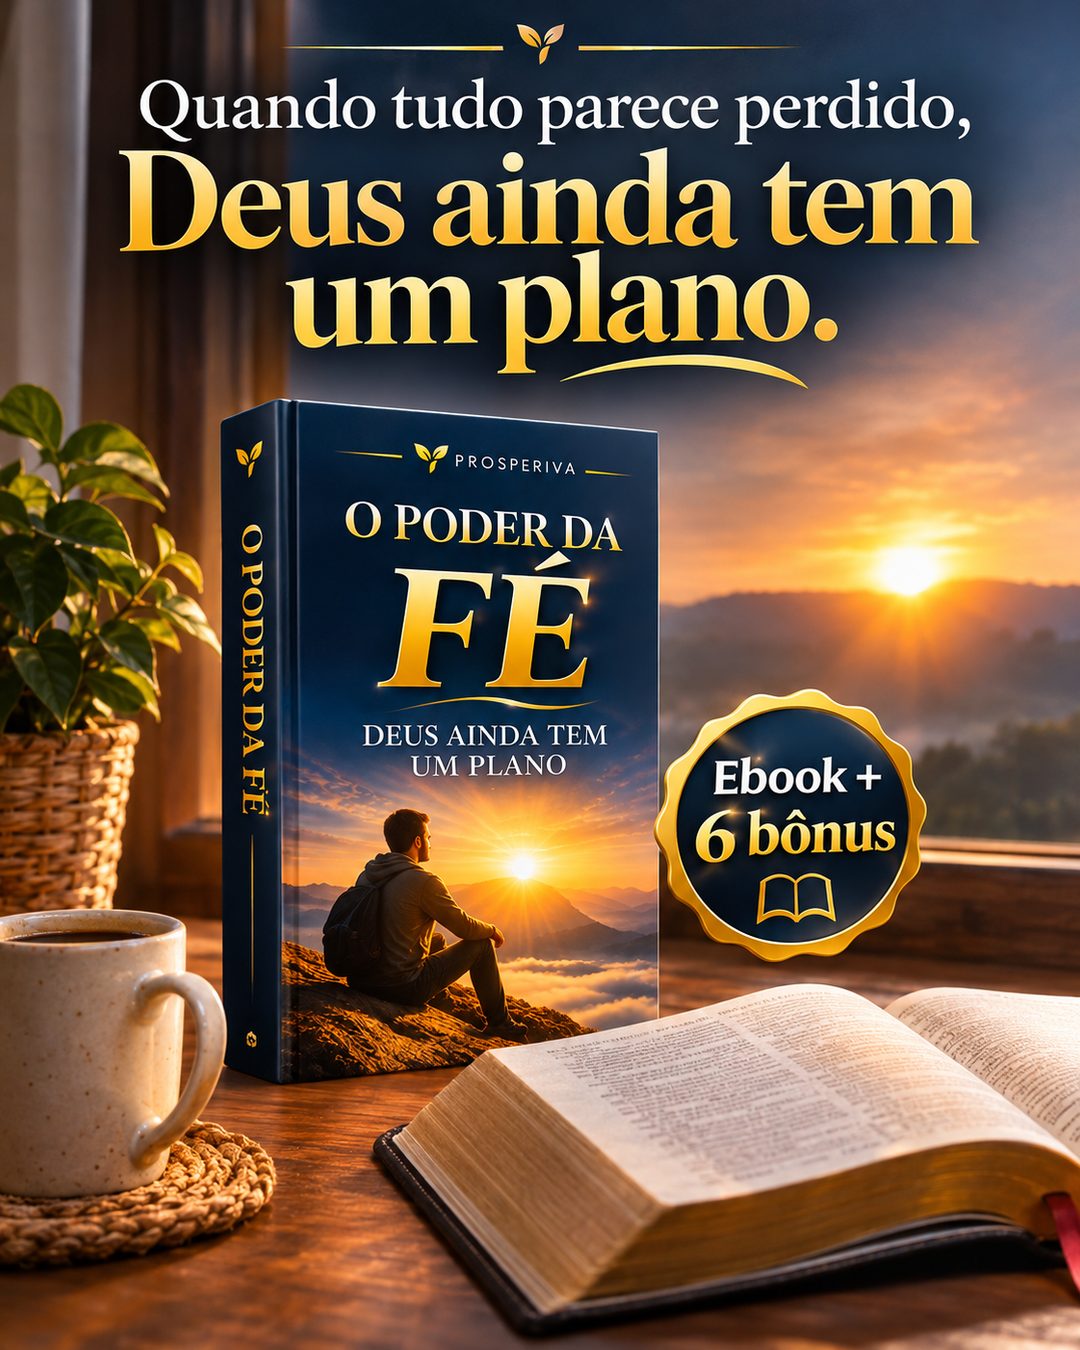 Quando tudo parece perdido,
Deus ainda tem
um plano.
PROSPERIVA
O PODER DA
FÉ
DEUS AINDA TEM
UM PLANO
O PODER DA FÉ
Ebook +
6 bônus